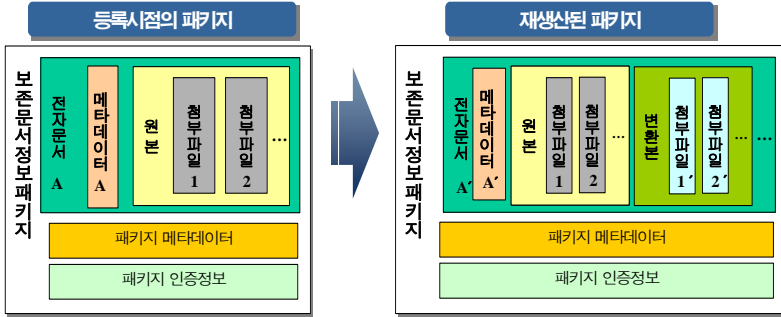 등록시점의 패키지
보존문서정보패키지
전자문서 A
메타데이터 A
원본
첨부파일 1
첨부파일 2
...
패키지 메타데이터
패키지 인증정보
재생산된 패키지
보존문서정보패키지
전자문서 A´
메타데이터 A´
원본
첨부파일 1
첨부파일 2
...
변환본
첨부파일 1´
첨부파일 2´
...
...
패키지 메타데이터
패키지 인증정보